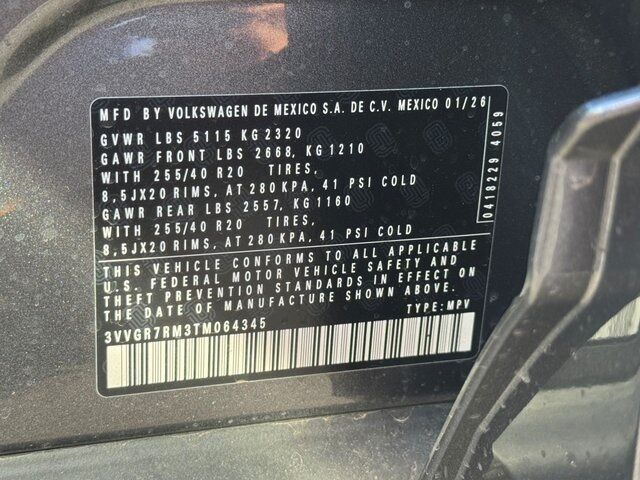 MFD BY VOLKSWAGEN DE MEXICO S.A. DE C.V. MEXICO 01/26
GVWR LBS 5115 KG 2320
GAWR FRONT LBS 2668, KG 1210
WITH 255/40 R20 TIRES,
8,5JX20 RIMS, AT 280 KPA, 41 PSI COLD
GAWR REAR LBS 2557, KG 1160
WITH 255/40 R20 TIRES,
8,5JX20 RIMS, AT 280 KPA, 41 PSI COLD
THIS VEHICLE CONFORMS TO ALL APPLICABLE
U.S. FEDERAL MOTOR VEHICLE SAFETY AND
THEFT PREVENTION STANDARDS IN EFFECT ON
THE DATE OF MANUFACTURE SHOWN ABOVE.
3VVGR7RM3TM064345 TYPE: MPV
0418229 4059